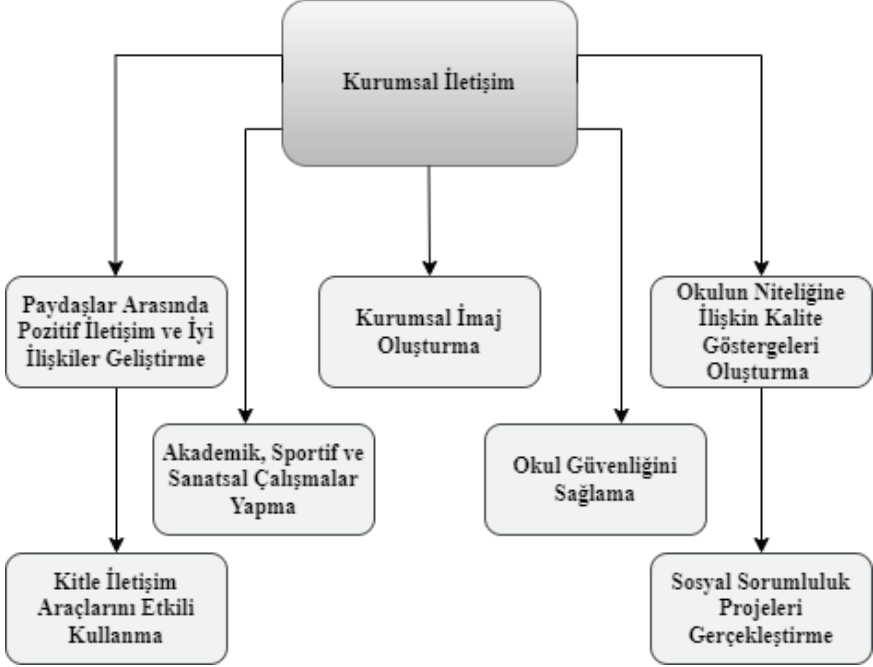 Kurumsal İletişim
Paydaşlar Arasında
Pozitif İletişim ve İyi
İlişkiler Geliştirme
Kurumsal İmaj
Oluşturma
Okulun Niteliğine
İlişkin Kalite
Göstergeleri
Oluşturma
Akademik, Sportif ve
Sanatsal Çalışmalar
Yapma
Okul Güvenliğini
Sağlama
Kitle İletişim
Araçlarını Etkili
Kullanma
Sosyal Sorumluluk
Projeleri
Gerçekleştirme